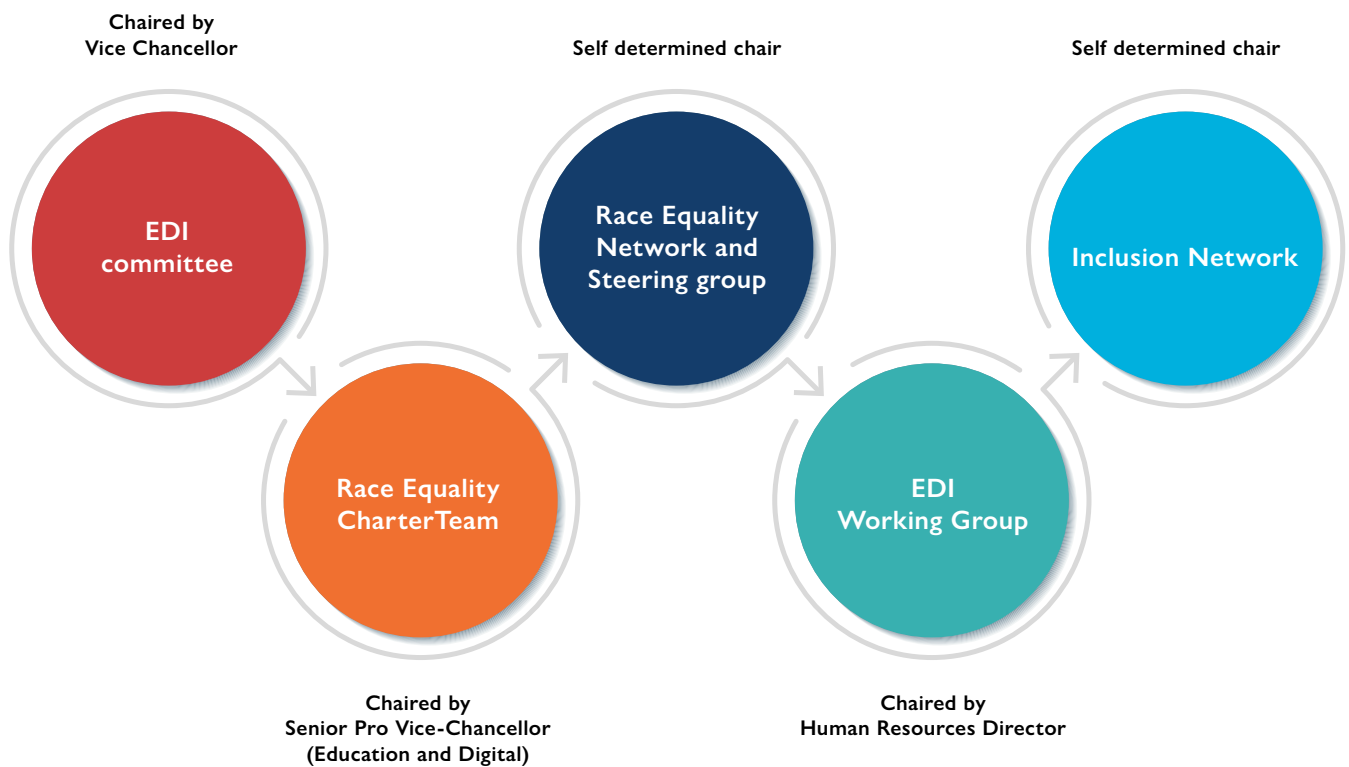 Chaired by
Vice Chancellor
EDI
committee
Race Equality
CharterTeam
Chaired by
Senior Pro Vice-Chancellor
(Education and Digital)
Self determined chair
Race Equality
Network and
Steering group
EDI
Working Group
Chaired by
Human Resources Director
Self determined chair
Inclusion Network